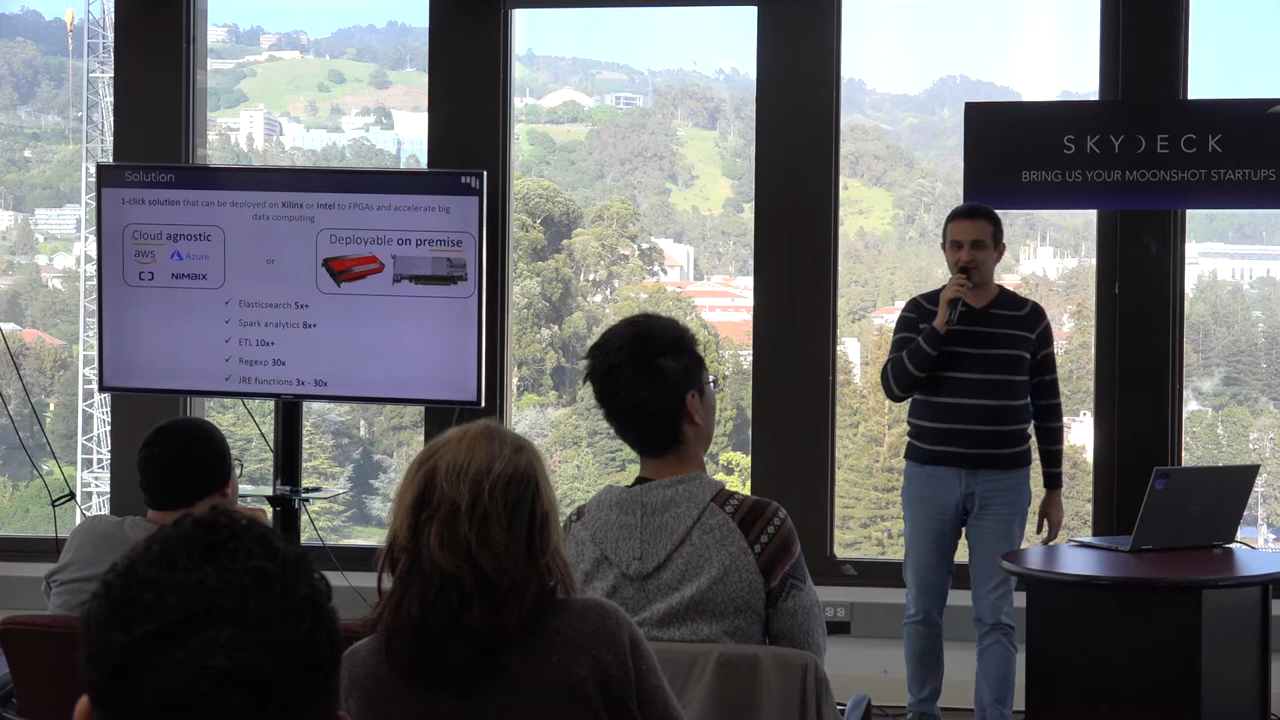 Solution
1-click solution that can be deployed on Xilinx or Intel to FPGAs and accelerate big
data computing
Cloud agnostic
aws Azure
NIMBIX
or
Deployable on premise
✓ Elasticsearch 5x+
✓ Spark analytics 8x+
✓ ETL 10x+
✓ Regexp 30x
✓ JRE functions 3x - 30x
SKYDECK
BRING US YOUR MOONSHOT STARTUPS